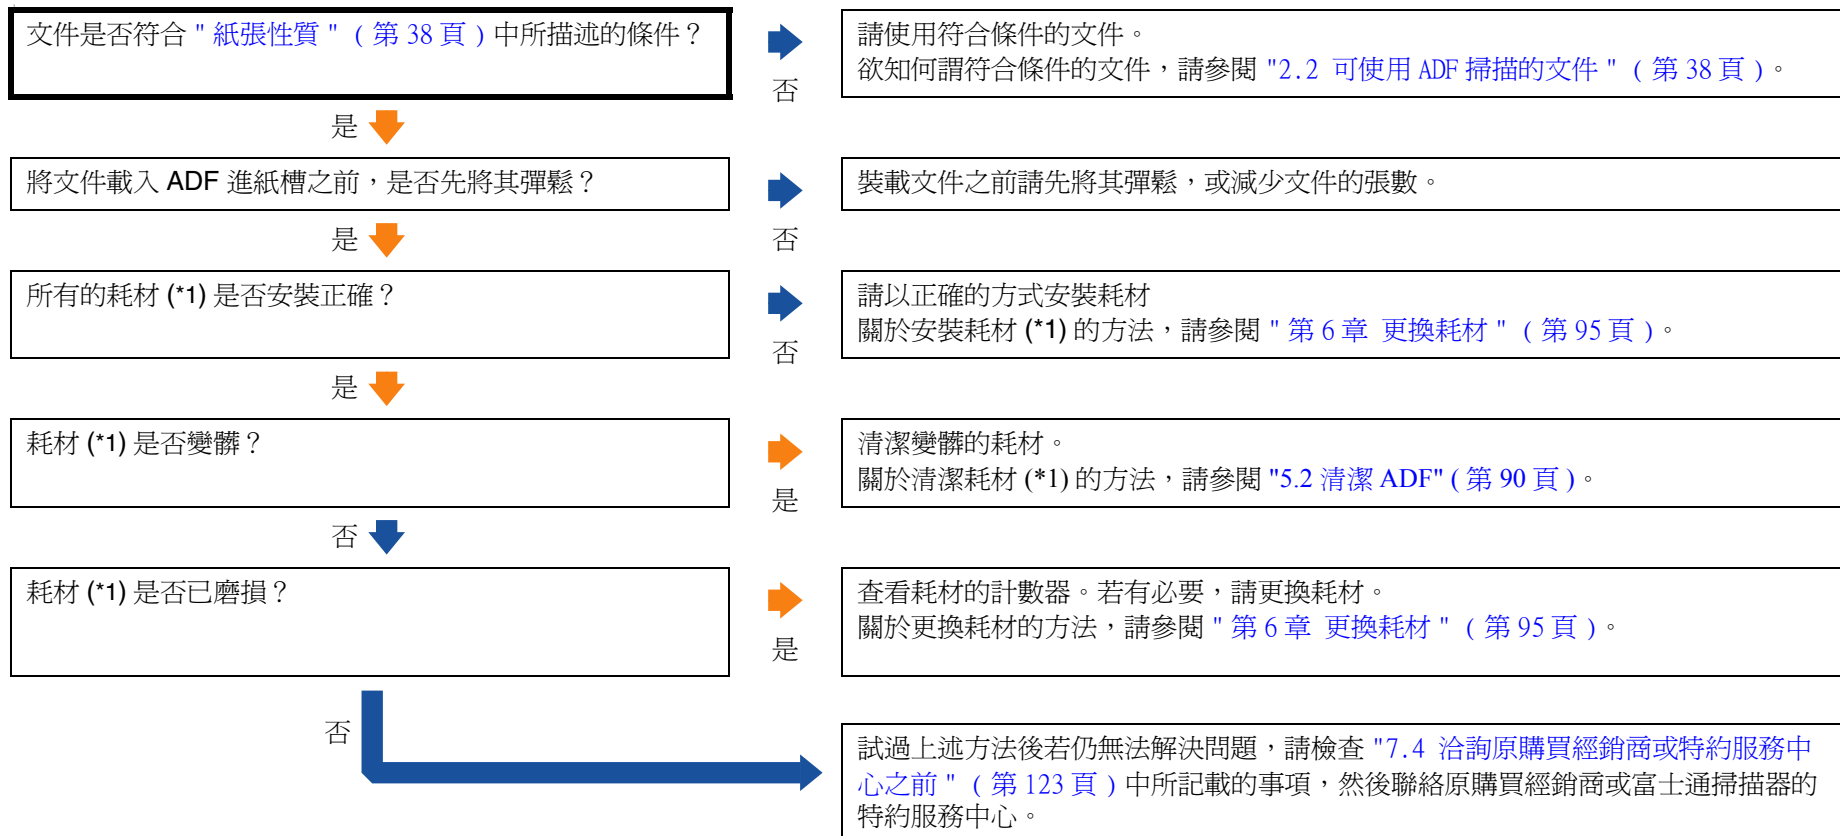 文件是否符合 " 紙張性質 " ( 第 38 頁 ) 中所描述的條件？
否
請使用符合條件的文件。
欲知何謂符合條件的文件，請參閱 "2.2 可使用 ADF 掃描的文件 " ( 第 38 頁 )。
是
將文件載入 ADF 進紙槽之前，是否先將其彈鬆？
否
裝載文件之前請先將其彈鬆，或減少文件的張數。
是
所有的耗材 (*1) 是否安裝正確？
否
請以正確的方式安裝耗材
關於安裝耗材 (*1) 的方法，請參閱 " 第 6 章 更換耗材 " ( 第 95 頁 )。
是
耗材 (*1) 是否變髒？
是
清潔變髒的耗材。
關於清潔耗材 (*1) 的方法，請參閱 "5.2 清潔 ADF" ( 第 90 頁 )。
否
耗材 (*1) 是否已磨損？
是
查看耗材的計數器。若有必要，請更換耗材。
關於更換耗材的方法，請參閱 " 第 6 章 更換耗材 " ( 第 95 頁 )。
否
試過上述方法後若仍無法解決問題，請檢查 "7.4 洽詢原購買經銷商或特約服務中
心之前 " ( 第 123 頁 ) 中所記載的事項，然後聯絡原購買經銷商或富士通掃描器的
特約服務中心。